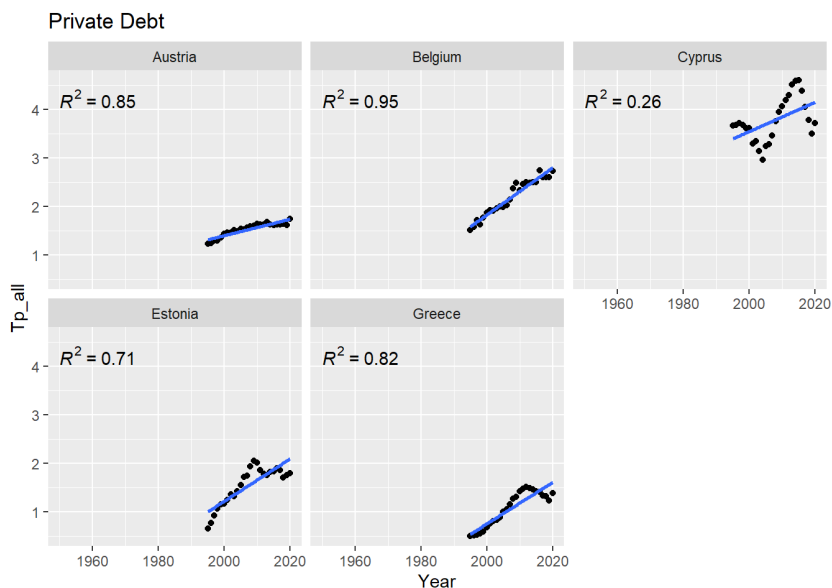 Private Debt
Austria
Belgium
Cyprus
R² = 0.85
R² = 0.95
R² = 0.26
4
3
2
1
1960 1980 2000 2020
Estonia
Greece
R² = 0.71
R² = 0.82
4
3
2
1
1960 1980 2000 2020
1960 1980 2000 2020
Tp_all
Year